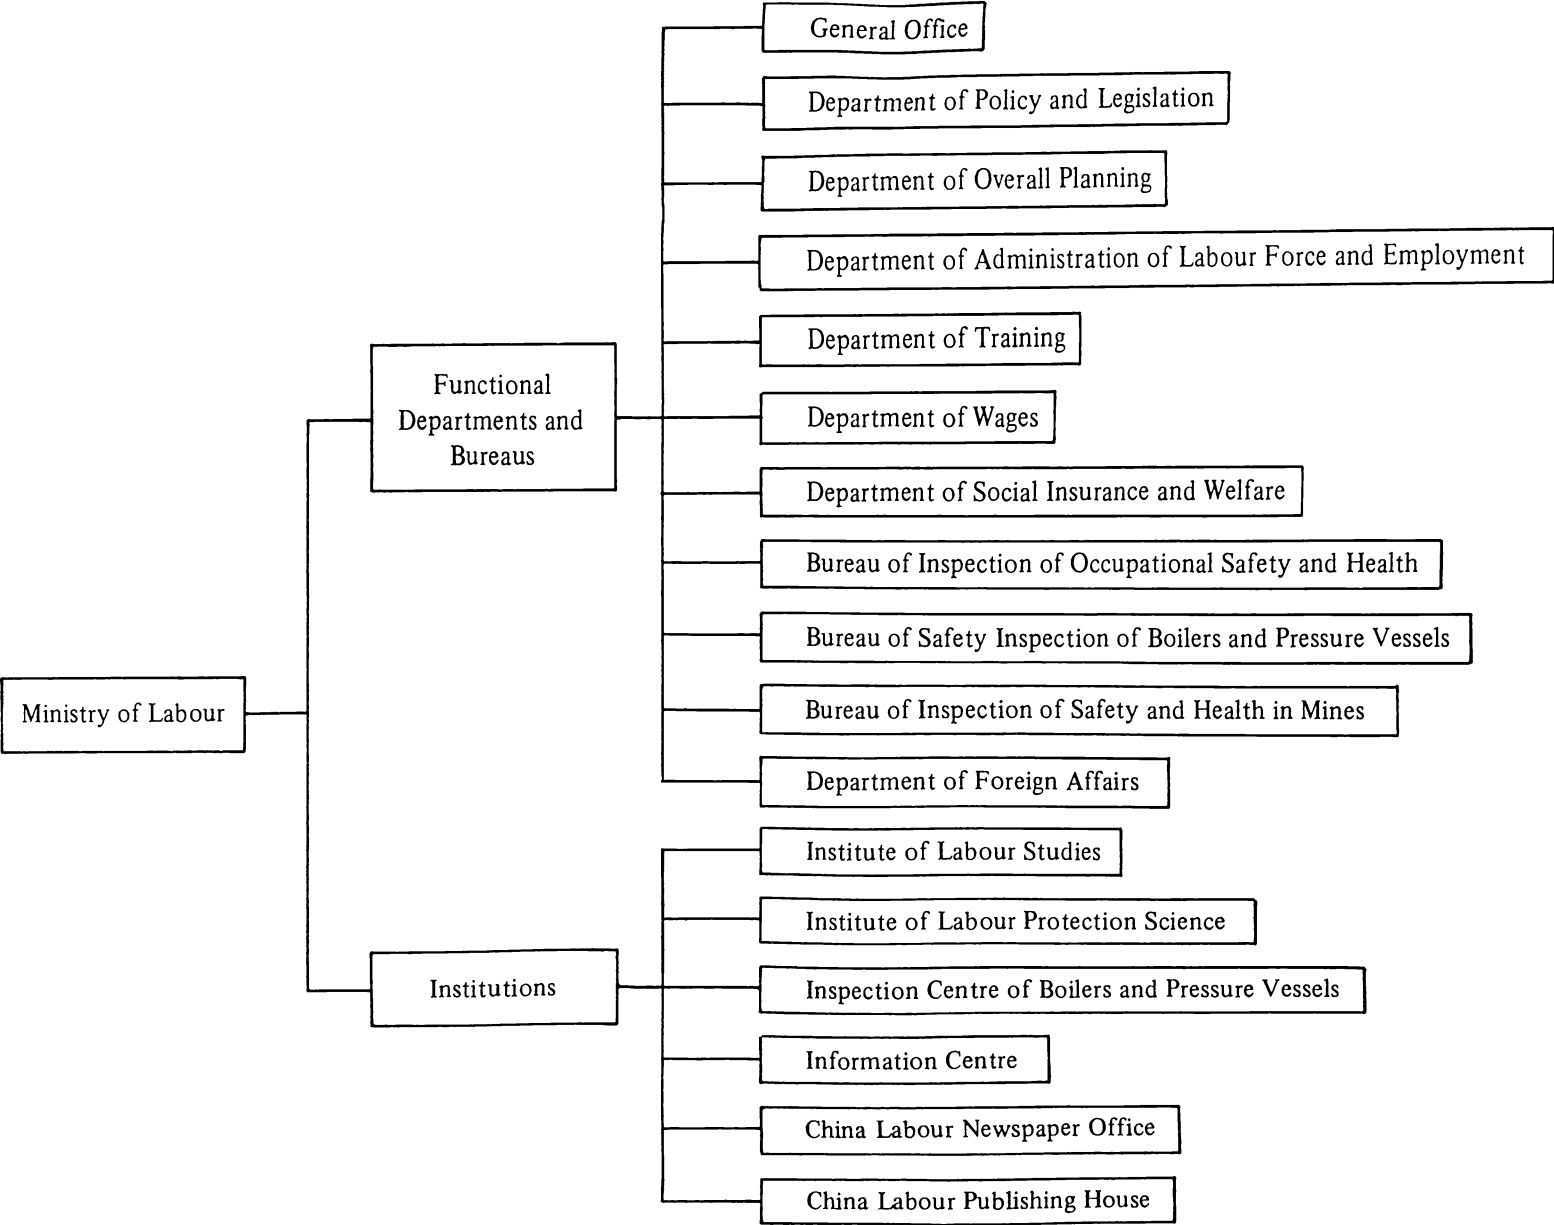 General Office
Department of Policy and Legislation
Department of Overall Planning
Department of Administration of Labour Force and Employment
Department of Training
Functional
Departments and
Bureaus
Department of Wages
Department of Social Insurance and Welfare
Bureau of Inspection of Occupational Safety and Health
Bureau of Safety Inspection of Boilers and Pressure Vessels
Ministry of Labour
Bureau of Inspection of Safety and Health in Mines
Department of Foreign Affairs
Institute of Labour Studies
Institute of Labour Protection Science
Institutions
Inspection Centre of Boilers and Pressure Vessels
Information Centre
China Labour Newspaper Office
China Labour Publishing House